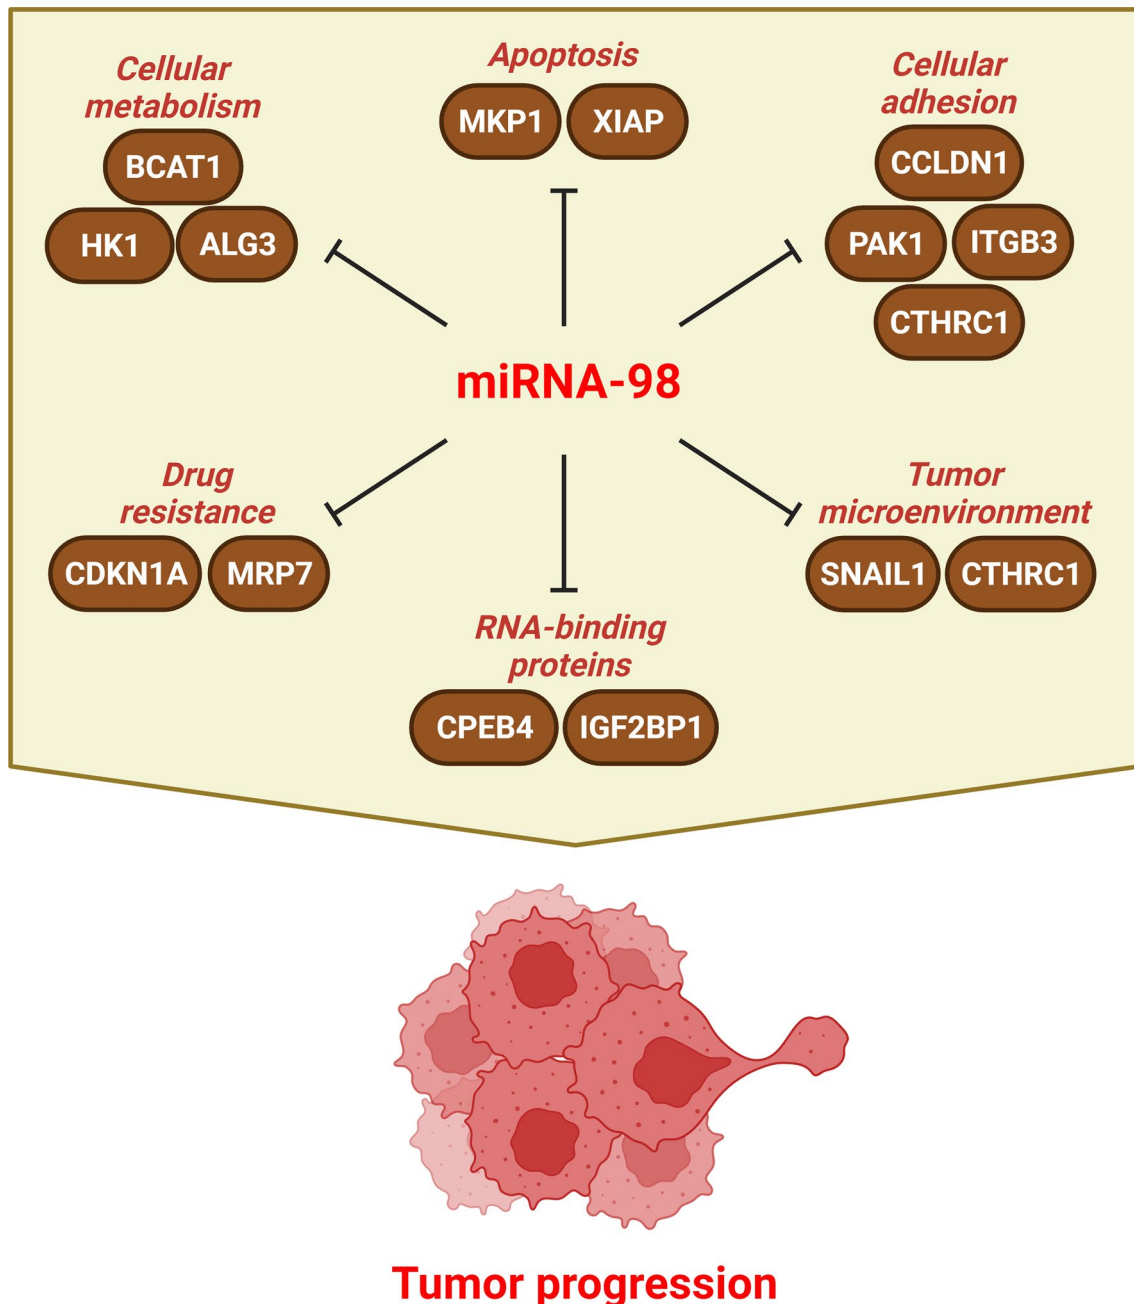 Cellular
metabolism
BCAT1
HK1 ALG3
Apoptosis
MKP1 XIAP
Cellular
adhesion
CCLDN1
PAK1 ITGB3
CTHRC1
miRNA-98
Drug
resistance
CDKN1A MRP7
RNA-binding
proteins
CPEB4 IGF2BP1
Tumor
microenvironment
SNAIL1 CTHRC1
Tumor progression